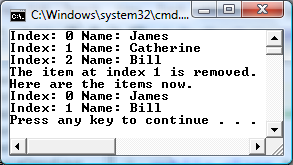 C:\Windows\system32\cmd....
Index: 0 Name: James
Index: 1 Name: Catherine
Index: 2 Name: Bill
The item at index 1 is removed.
Here are the items now.
Index: 0 Name: James
Index: 1 Name: Bill
Press any key to continue . . .